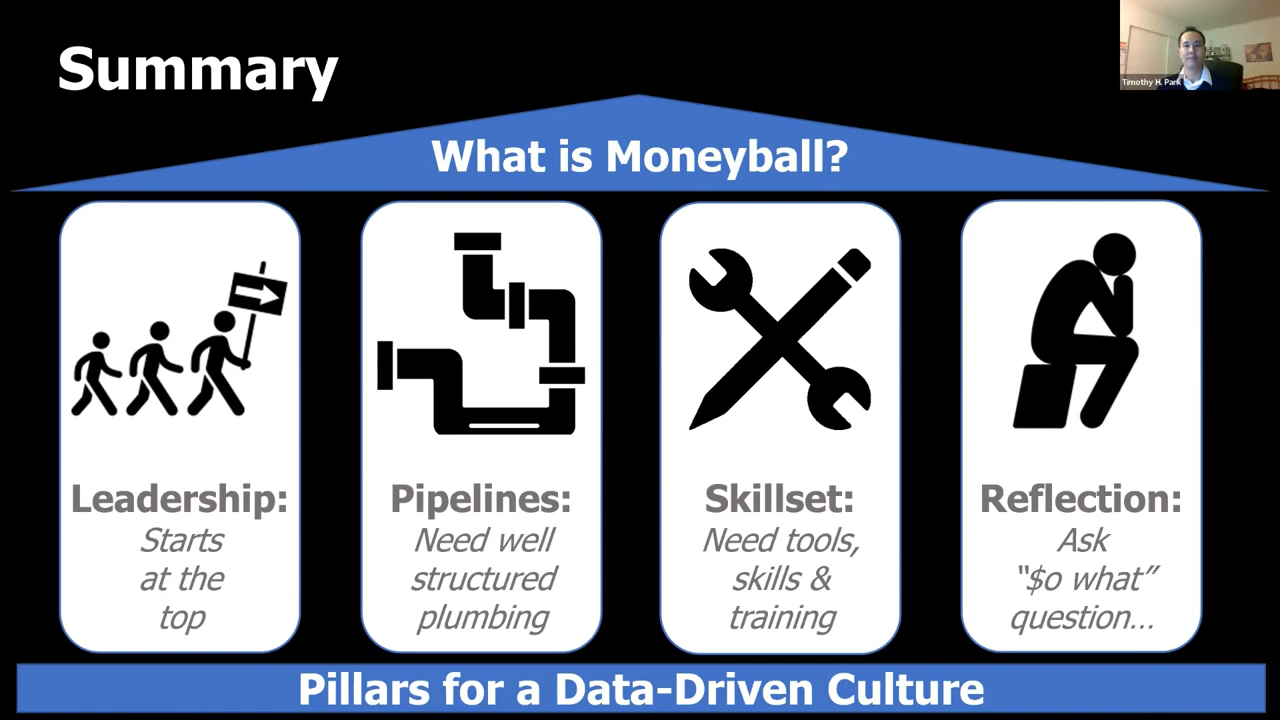 Summary
Timothy H. Park
What is Moneyball?
Leadership:
Starts
at the
top
Pipelines:
Need well
structured
plumbing
Skillset:
Need tools,
skills &
training
Reflection:
Ask
“$o what”
question...
Pillars for a Data-Driven Culture